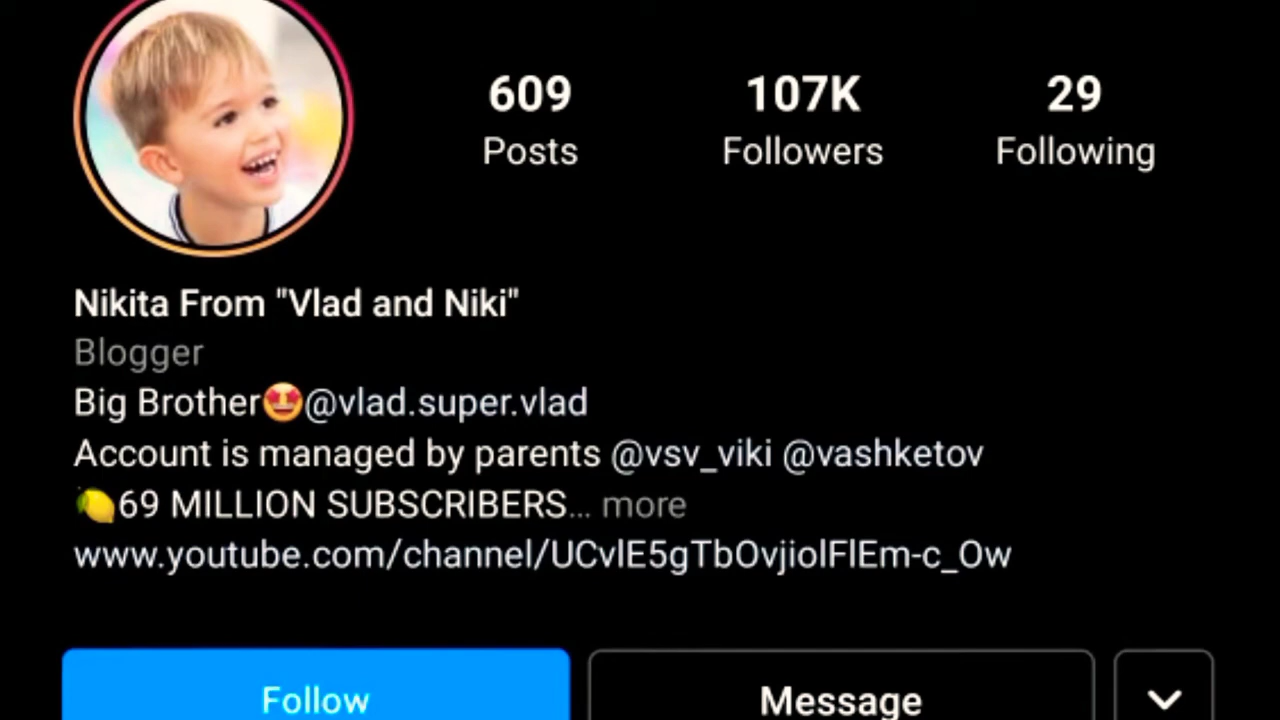 609 107K 29
Posts Followers Following
Nikita From "Vlad and Niki"
Blogger
Big Brother🤩@vlad.super.vlad
Account is managed by parents @vsv_viki @vashketov
🍋69 MILLION SUBSCRIBERS... more
www.youtube.com/channel/UCvlE5gTbOvjiolFlEm-c_Ow
Follow Message